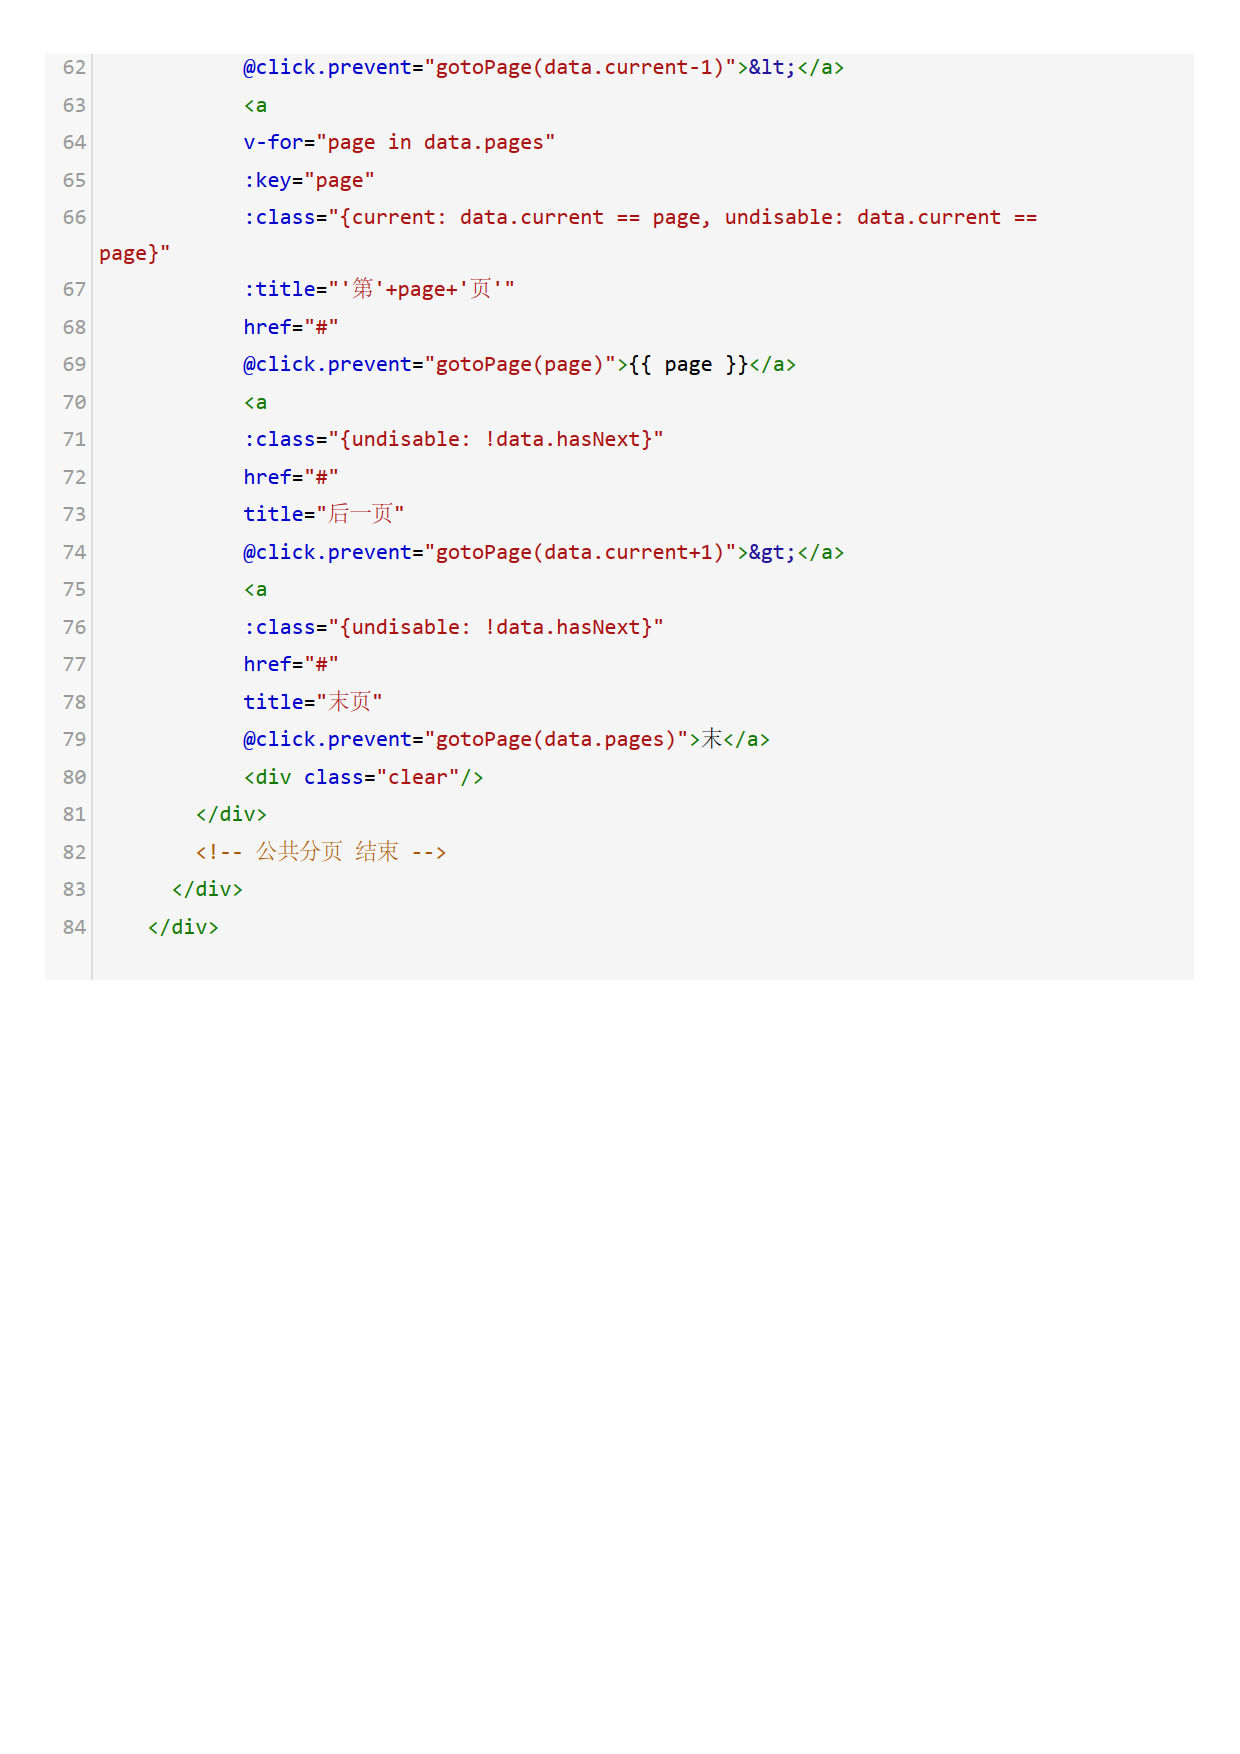 62 @click.prevent="gotoPage(data.current-1)">&lt;</a>
63 <a
64 v-for="page in data.pages"
65 :key="page"
66 :class="{current: data.current == page, undisable: data.current ==
page}"
67 :title="'第'+page+'页'"
68 href="#"
69 @click.prevent="gotoPage(page)">{{ page }}</a>
70 <a
71 :class="{undisable: !data.hasNext}"
72 href="#"
73 title="后一页"
74 @click.prevent="gotoPage(data.current+1)">&gt;</a>
75 <a
76 :class="{undisable: !data.hasNext}"
77 href="#"
78 title="末页"
79 @click.prevent="gotoPage(data.pages)">末</a>
80 <div class="clear"/>
81 </div>
82 <!-- 公共分页 结束 -->
83 </div>
84 </div>